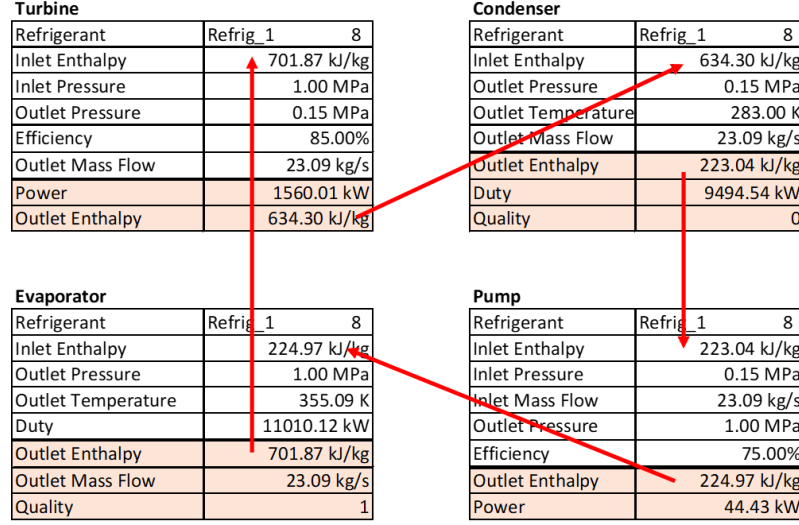 Turbine
Refrigerant Refrig_1 8
Inlet Enthalpy 701.87 kJ/kg
Inlet Pressure 1.00 MPa
Outlet Pressure 0.15 MPa
Efficiency 85.00%
Outlet Mass Flow 23.09 kg/s
Power 1560.01 kW
Outlet Enthalpy 634.30 kJ/kg
Condenser
Refrigerant Refrig_1 8
Inlet Enthalpy 634.30 kJ/kg
Outlet Pressure 0.15 MPa
Outlet Temperature 283.00 K
Outlet Mass Flow 23.09 kg/s
Outlet Enthalpy 223.04 kJ/kg
Duty 9494.54 kW
Quality 0
Evaporator
Refrigerant Refrig_1 8
Inlet Enthalpy 224.97 kJ/kg
Outlet Pressure 1.00 MPa
Outlet Temperature 355.09 K
Duty 11010.12 kW
Outlet Enthalpy 701.87 kJ/kg
Outlet Mass Flow 23.09 kg/s
Quality 1
Pump
Refrigerant Refrig_1 8
Inlet Enthalpy 223.04 kJ/kg
Inlet Pressure 0.15 MPa
Inlet Mass Flow 23.09 kg/s
Outlet Pressure 1.00 MPa
Efficiency 75.00%
Outlet Enthalpy 224.97 kJ/kg
Power 44.43 kW